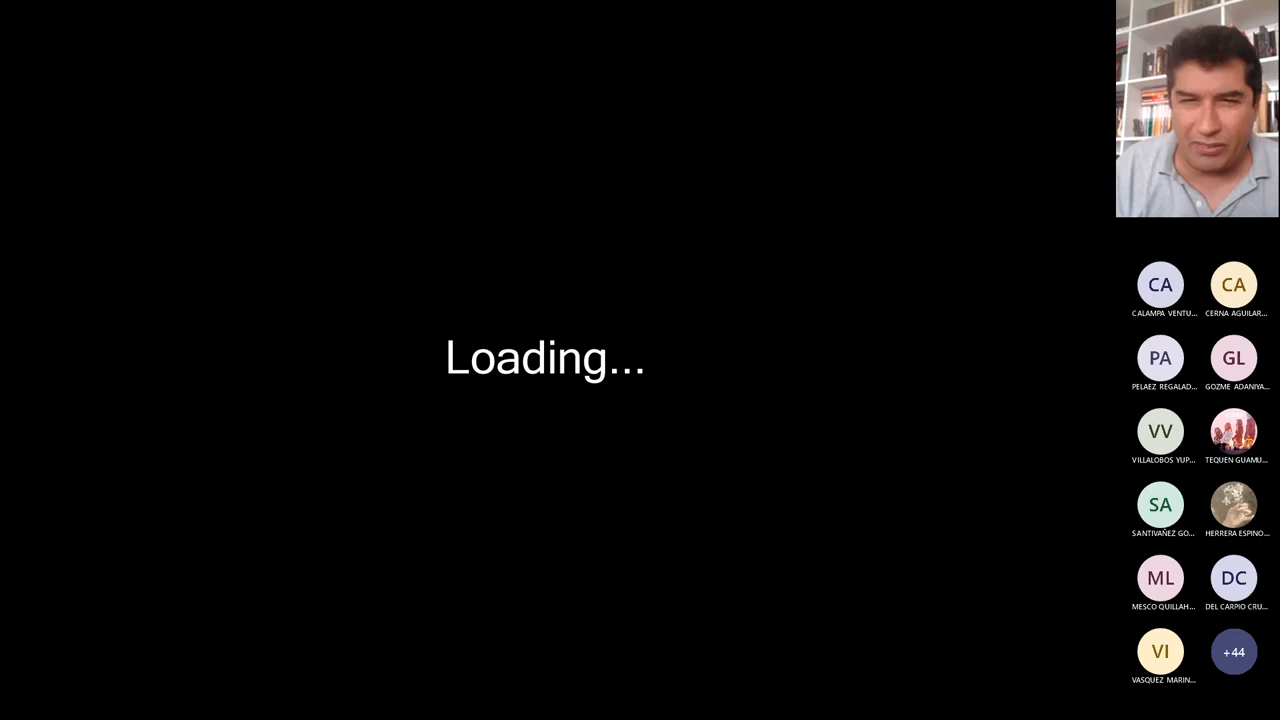 Loading...
CA
CA
CALAMPA VENTU...
CERNA AGUILAR...
PA
GL
PELAEZ REGALAD...
GOZME ADANIYA...
VV
VILLALOBOS YUP...
TEQUEN GUAMU...
SA
SANTIVAÑEZ GO...
HERRERA ESPINO...
ML
DC
MESCO QUILLAH...
DEL CARPIO CRU...
VI
+44
VASQUEZ MARIN...